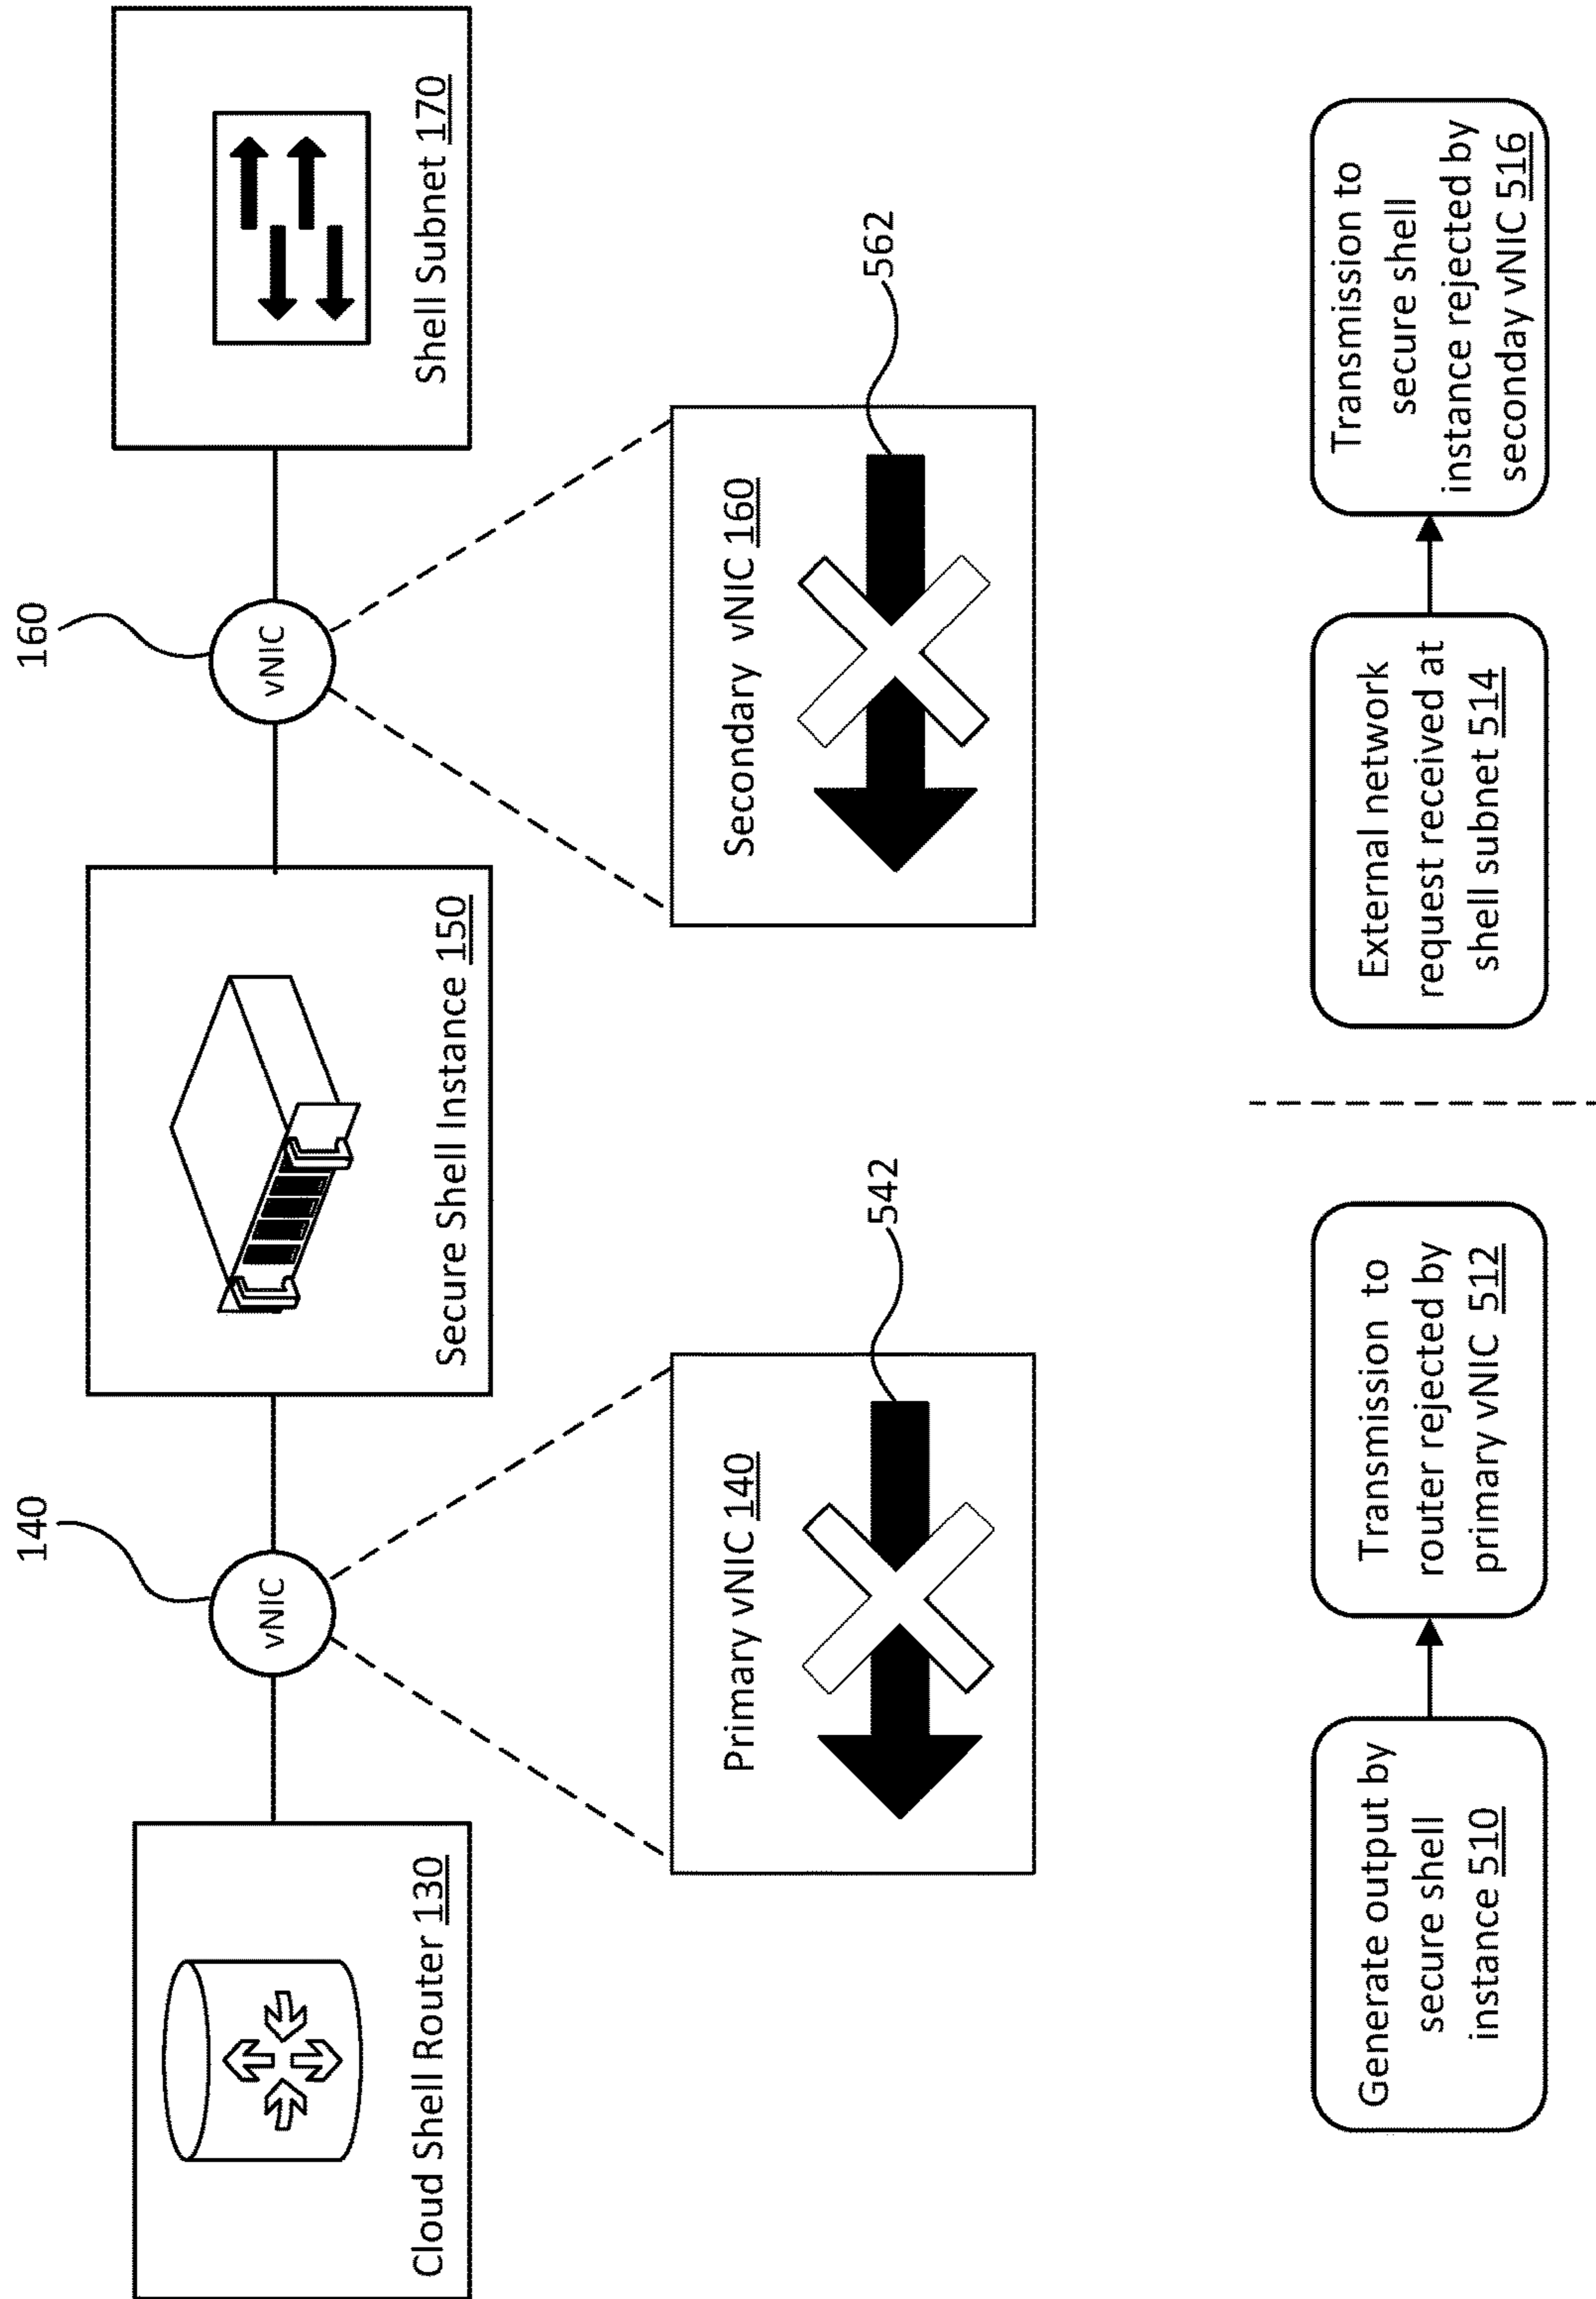 140
160
vNIC
vNIC
Cloud Shell Router 130
Secure Shell Instance 150
Shell Subnet 170
Primary vNIC 140
Secondary vNIC 160
542
562
Generate output by
secure shell
instance 510
Transmission to
router rejected by
primary vNIC 512
External network
request received at
shell subnet 514
Transmission to
secure shell
instance rejected by
seconday vNIC 516